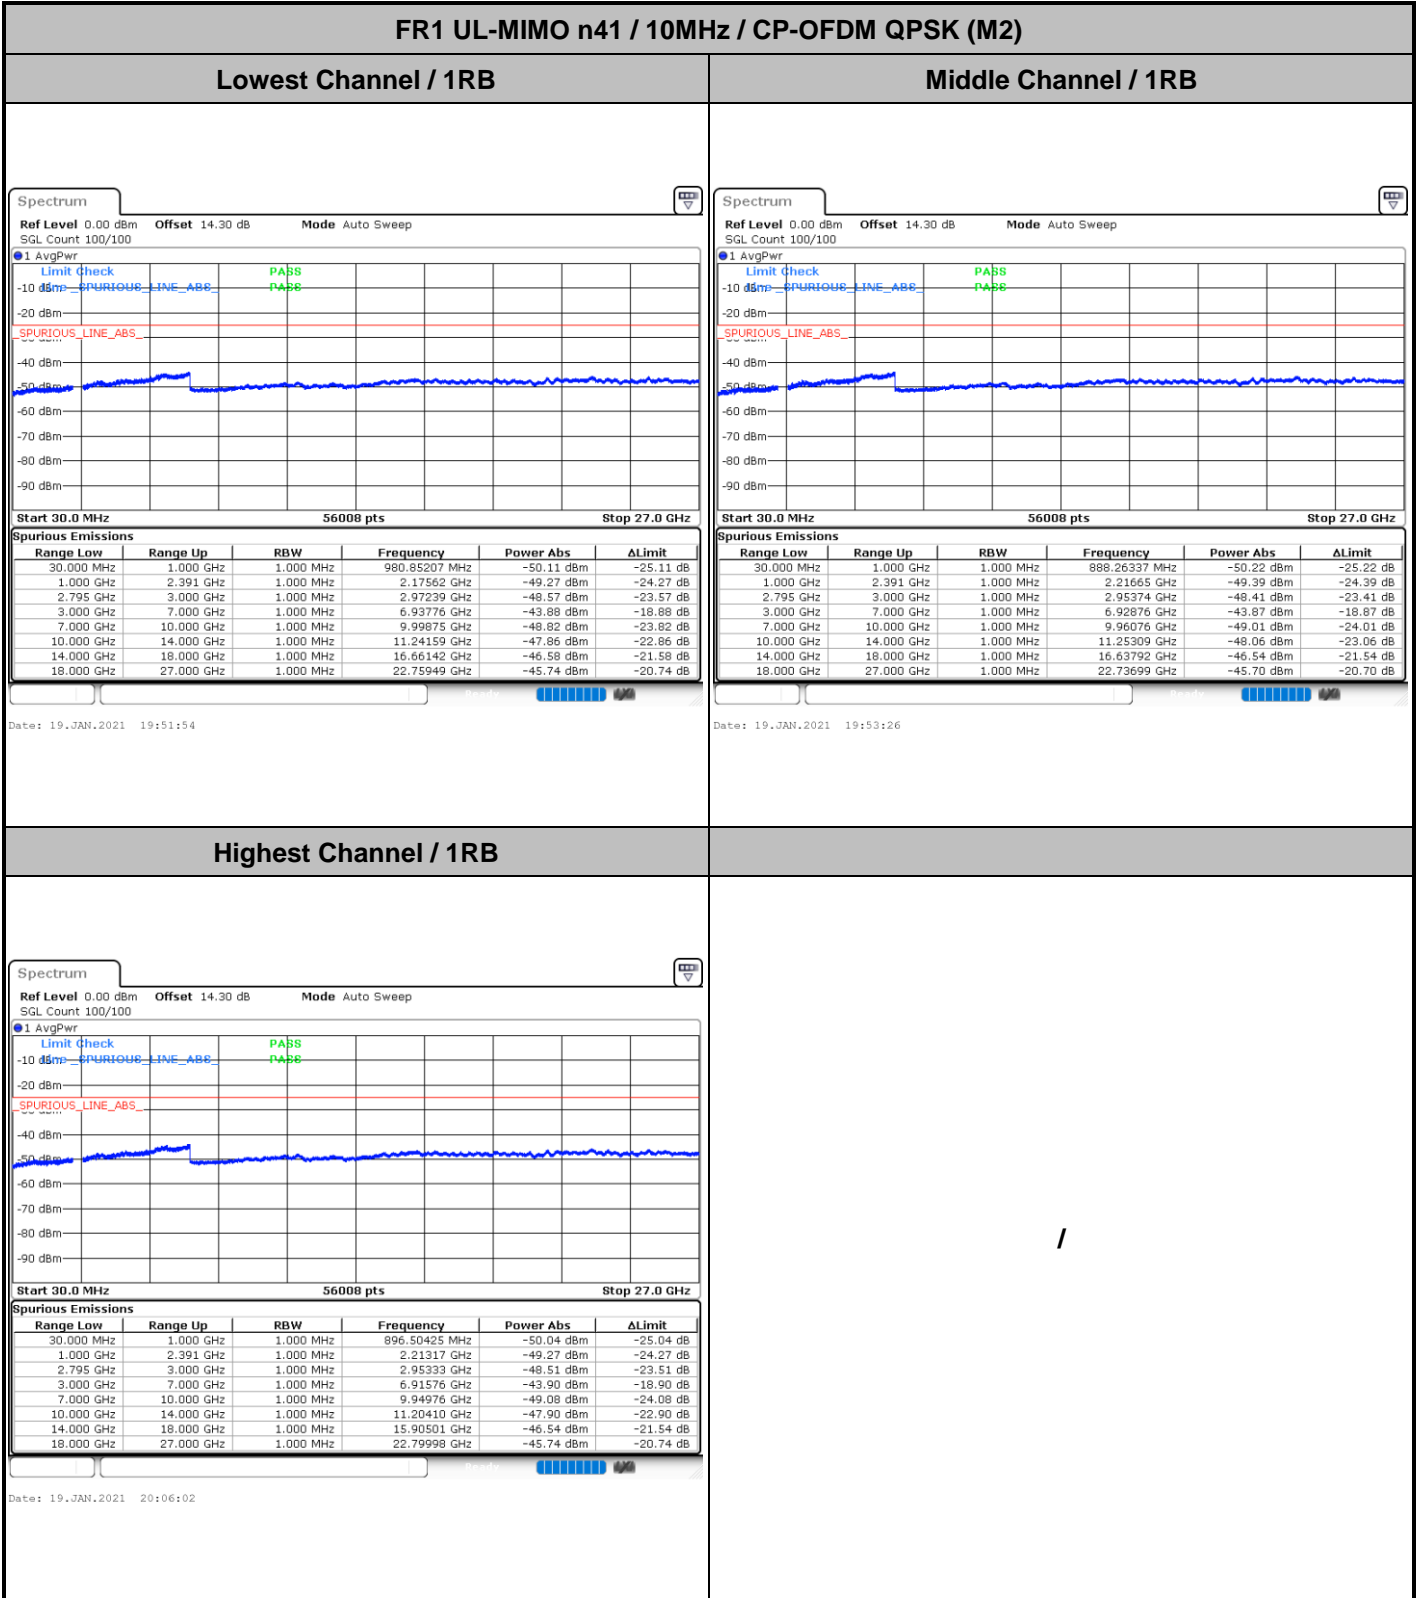 FR1 UL-MIMO n41 / 10MHz / CP-OFDM QPSK (M2)
Lowest Channel / 1RB
Middle Channel / 1RB
Spectrum
Ref Level 0.00 dBm Offset 14.30 dB Mode Auto Sweep
SGL Count 100/100
1 AvgPwr
Limit Check PASS
Line _SPURIOUS_LINE_ABS_ PASS
-10 dBm
-20 dBm
_SPURIOUS_LINE_ABS_
-40 dBm
-50 dBm
-60 dBm
-70 dBm
-80 dBm
-90 dBm
Start 30.0 MHz 56008 pts Stop 27.0 GHz
Spurious Emissions
Range Low Range Up RBW Frequency Power Abs ΔLimit
30.000 MHz 1.000 GHz 1.000 MHz 980.85207 MHz -50.11 dBm -25.11 dB
1.000 GHz 2.391 GHz 1.000 MHz 2.17562 GHz -49.27 dBm -24.27 dB
2.795 GHz 3.000 GHz 1.000 MHz 2.97239 GHz -48.57 dBm -23.57 dB
3.000 GHz 7.000 GHz 1.000 MHz 6.93776 GHz -43.88 dBm -18.88 dB
7.000 GHz 10.000 GHz 1.000 MHz 9.99875 GHz -48.82 dBm -23.82 dB
10.000 GHz 14.000 GHz 1.000 MHz 11.24159 GHz -47.86 dBm -22.86 dB
14.000 GHz 18.000 GHz 1.000 MHz 16.66142 GHz -46.58 dBm -21.58 dB
18.000 GHz 27.000 GHz 1.000 MHz 22.75949 GHz -45.74 dBm -20.74 dB
Ready
Date: 19.JAN.2021 19:51:54
Spectrum
Ref Level 0.00 dBm Offset 14.30 dB Mode Auto Sweep
SGL Count 100/100
1 AvgPwr
Limit Check PASS
Line _SPURIOUS_LINE_ABS_ PASS
-10 dBm
-20 dBm
_SPURIOUS_LINE_ABS_
-40 dBm
-50 dBm
-60 dBm
-70 dBm
-80 dBm
-90 dBm
Start 30.0 MHz 56008 pts Stop 27.0 GHz
Spurious Emissions
Range Low Range Up RBW Frequency Power Abs ΔLimit
30.000 MHz 1.000 GHz 1.000 MHz 888.26337 MHz -50.22 dBm -25.22 dB
1.000 GHz 2.391 GHz 1.000 MHz 2.21665 GHz -49.39 dBm -24.39 dB
2.795 GHz 3.000 GHz 1.000 MHz 2.95374 GHz -48.41 dBm -23.41 dB
3.000 GHz 7.000 GHz 1.000 MHz 6.92876 GHz -43.87 dBm -18.87 dB
7.000 GHz 10.000 GHz 1.000 MHz 9.96076 GHz -49.01 dBm -24.01 dB
10.000 GHz 14.000 GHz 1.000 MHz 11.25309 GHz -48.06 dBm -23.06 dB
14.000 GHz 18.000 GHz 1.000 MHz 16.63792 GHz -46.54 dBm -21.54 dB
18.000 GHz 27.000 GHz 1.000 MHz 22.73699 GHz -45.70 dBm -20.70 dB
Ready
Date: 19.JAN.2021 19:53:26
Highest Channel / 1RB
Spectrum
Ref Level 0.00 dBm Offset 14.30 dB Mode Auto Sweep
SGL Count 100/100
1 AvgPwr
Limit Check PASS
Line _SPURIOUS_LINE_ABS_ PASS
-10 dBm
-20 dBm
_SPURIOUS_LINE_ABS_
-40 dBm
-50 dBm
-60 dBm
-70 dBm
-80 dBm
-90 dBm
Start 30.0 MHz 56008 pts Stop 27.0 GHz
Spurious Emissions
Range Low Range Up RBW Frequency Power Abs ΔLimit
30.000 MHz 1.000 GHz 1.000 MHz 896.50425 MHz -50.04 dBm -25.04 dB
1.000 GHz 2.391 GHz 1.000 MHz 2.21317 GHz -49.27 dBm -24.27 dB
2.795 GHz 3.000 GHz 1.000 MHz 2.95333 GHz -48.51 dBm -23.51 dB
3.000 GHz 7.000 GHz 1.000 MHz 6.91576 GHz -43.90 dBm -18.90 dB
7.000 GHz 10.000 GHz 1.000 MHz 9.94976 GHz -49.08 dBm -24.08 dB
10.000 GHz 14.000 GHz 1.000 MHz 11.20410 GHz -47.90 dBm -22.90 dB
14.000 GHz 18.000 GHz 1.000 MHz 15.90501 GHz -46.54 dBm -21.54 dB
18.000 GHz 27.000 GHz 1.000 MHz 22.79998 GHz -45.74 dBm -20.74 dB
Ready
Date: 19.JAN.2021 20:06:02
/